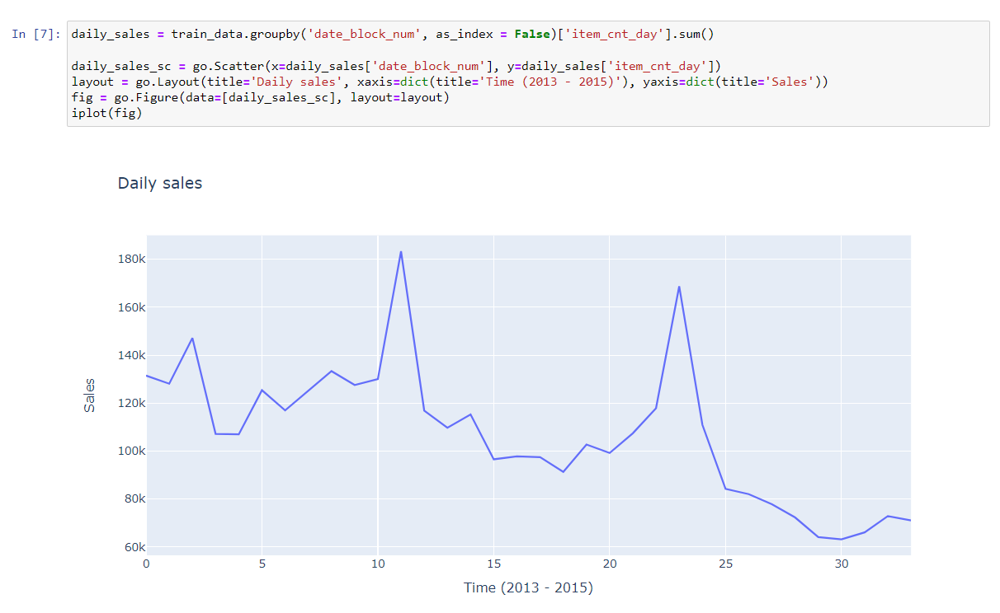 In [7]: daily_sales = train_data.groupby('date_block_num', as_index = False)['item_cnt_day'].sum()
daily_sales_sc = go.Scatter(x=daily_sales['date_block_num'], y=daily_sales['item_cnt_day'])
layout = go.Layout(title='Daily sales', xaxis=dict(title='Time (2013 - 2015)'), yaxis=dict(title='Sales'))
fig = go.Figure(data=[daily_sales_sc], layout=layout)
iplot(fig)
Daily sales
180k
160k
140k
120k
100k
80k
60k
Sales
0 5 10 15 20 25 30
Time (2013 - 2015)